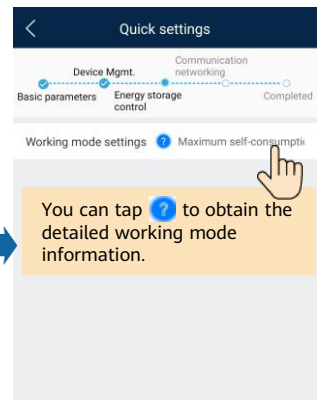 Quick settings
Communication
networking
Device Mgmt.
Basic parameters
Energy storage
control
Completed
Working mode settings ? Maximum self-consumptic
You can tap ? to obtain the
detailed working mode
information.